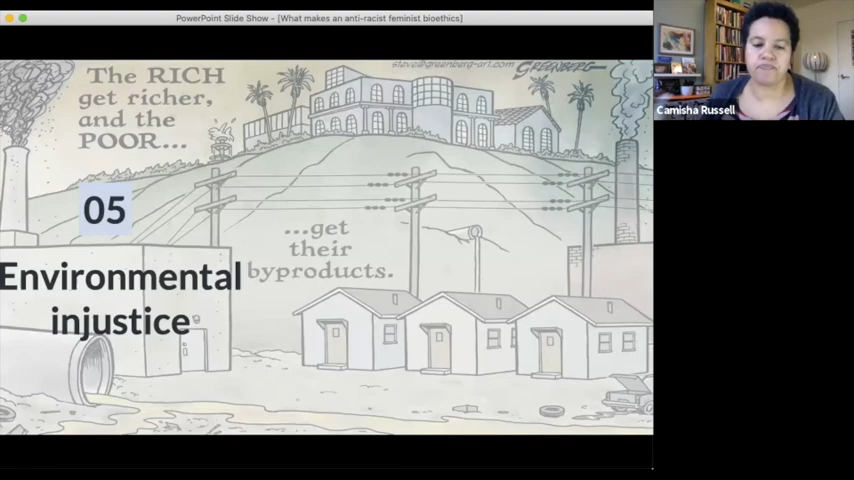 PowerPoint Slide Show - [What makes an anti-racist feminist bioethics]
steve@greenberg-art.com GREENBERG
The RICH
get richer,
and the
POOR...
05
...get
their
byproducts.
Environmental
injustice
Camisha Russell